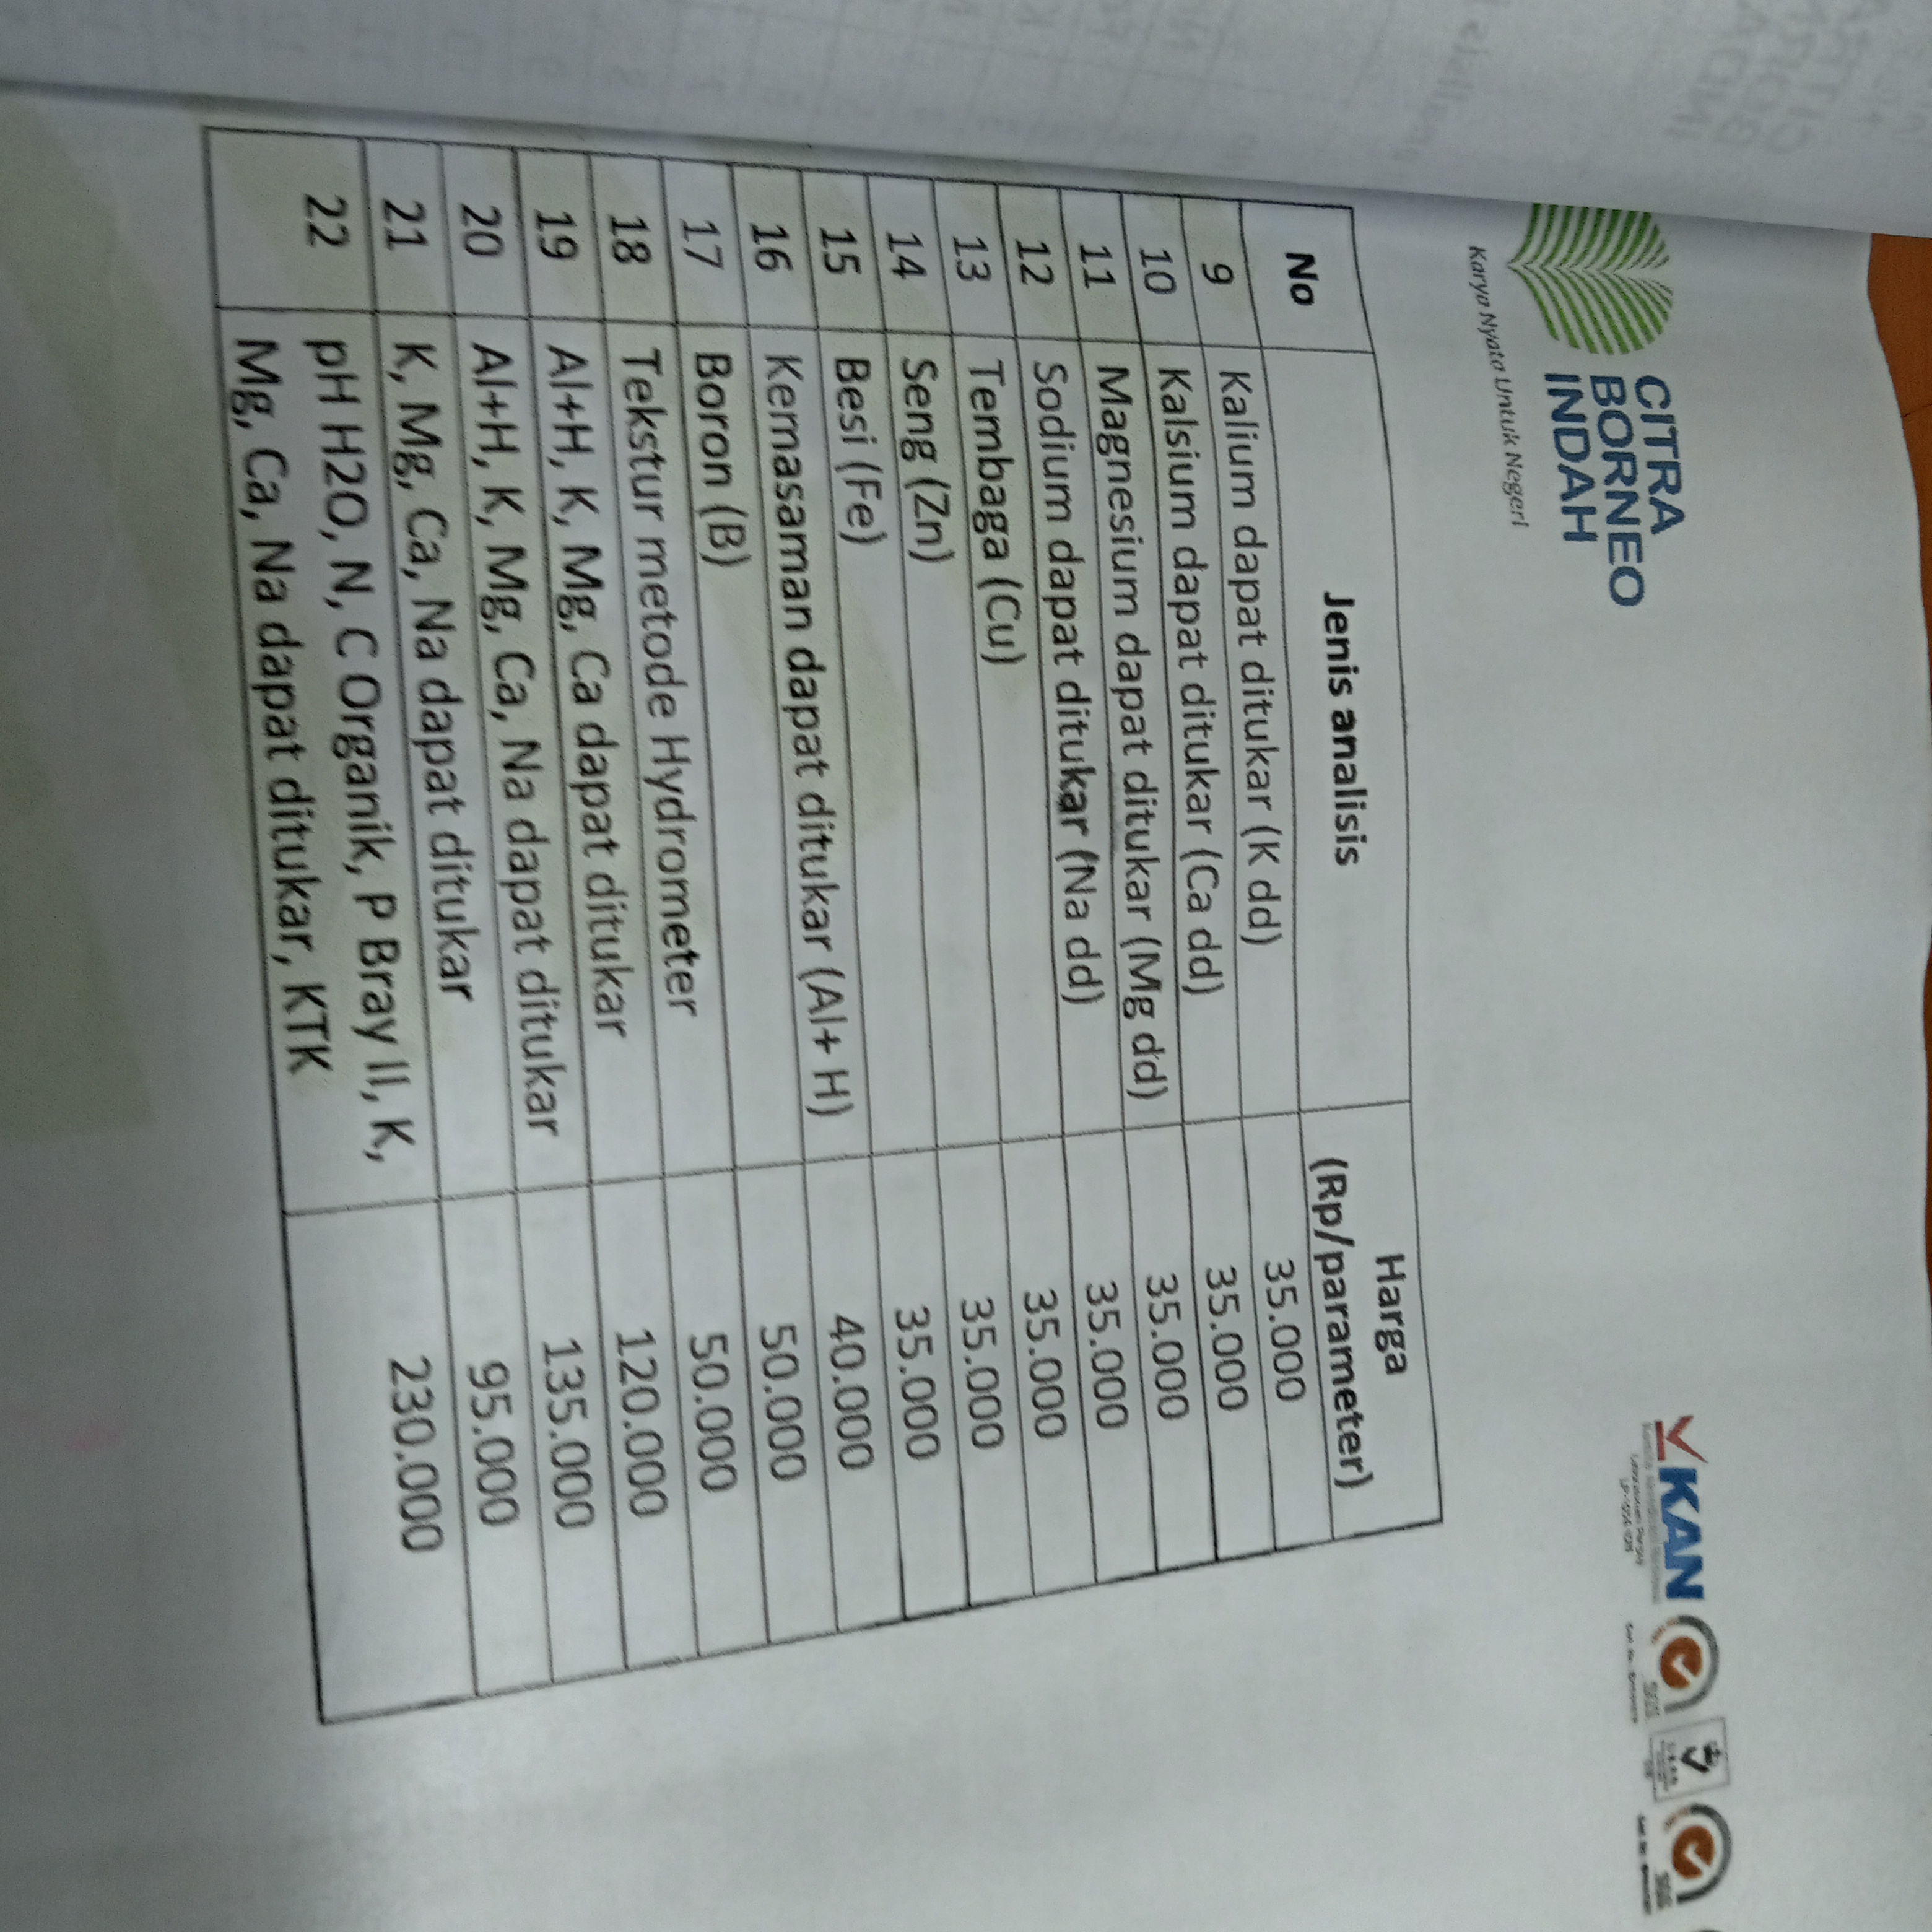 CITRA
BORNEO
INDAH
Karya Nyata Untuk Negeri
KAN
No Jenis analisis Harga (Rp/parameter)
9 Kalium dapat ditukar (K dd) 35.000
10 Kalsium dapat ditukar (Ca dd) 35.000
11 Magnesium dapat ditukar (Mg dd) 35.000
12 Sodium dapat ditukar (Na dd) 35.000
13 Tembaga (Cu) 35.000
14 Seng (Zn) 35.000
15 Besi (Fe) 35.000
16 Kemasaman dapat ditukar (Al+ H) 40.000
17 Boron (B) 50.000
18 Tekstur metode Hydrometer 50.000
19 Al+H, K, Mg, Ca dapat ditukar 120.000
20 Al+H, K, Mg, Ca, Na dapat ditukar 135.000
21 K, Mg, Ca, Na dapat ditukar 95.000
22 pH H2O, N, C Organik, P Bray II, K, 230.000
Mg, Ca, Na dapat ditukar, KTK